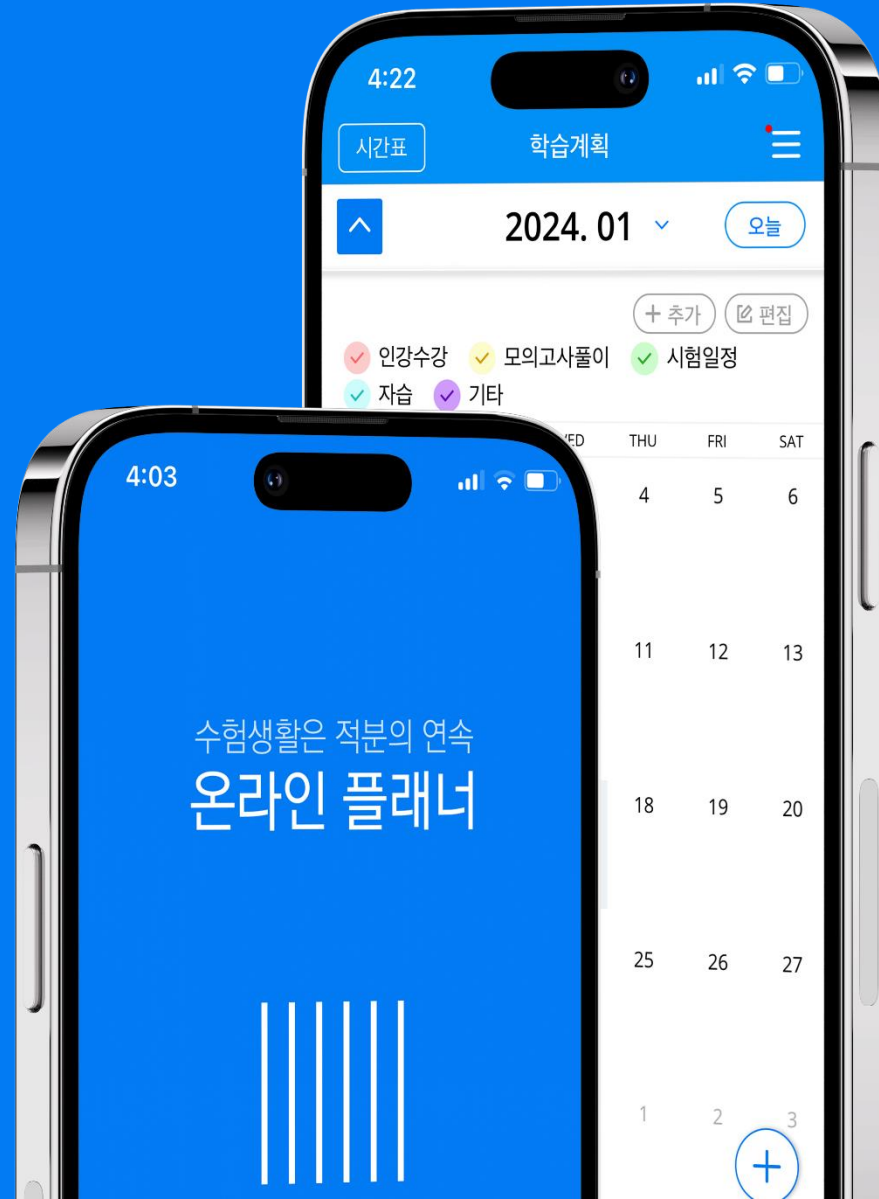 4:22
시간표 학습계획
2024. 01 오늘
+ 추가 편집
인강수강 모의고사풀이 시험일정
자습 기타
THU FRI SAT
4 5 6
11 12 13
18 19 20
25 26 27
1 2 3
4:03
수험생활은 적분의 연속
온라인 플래너